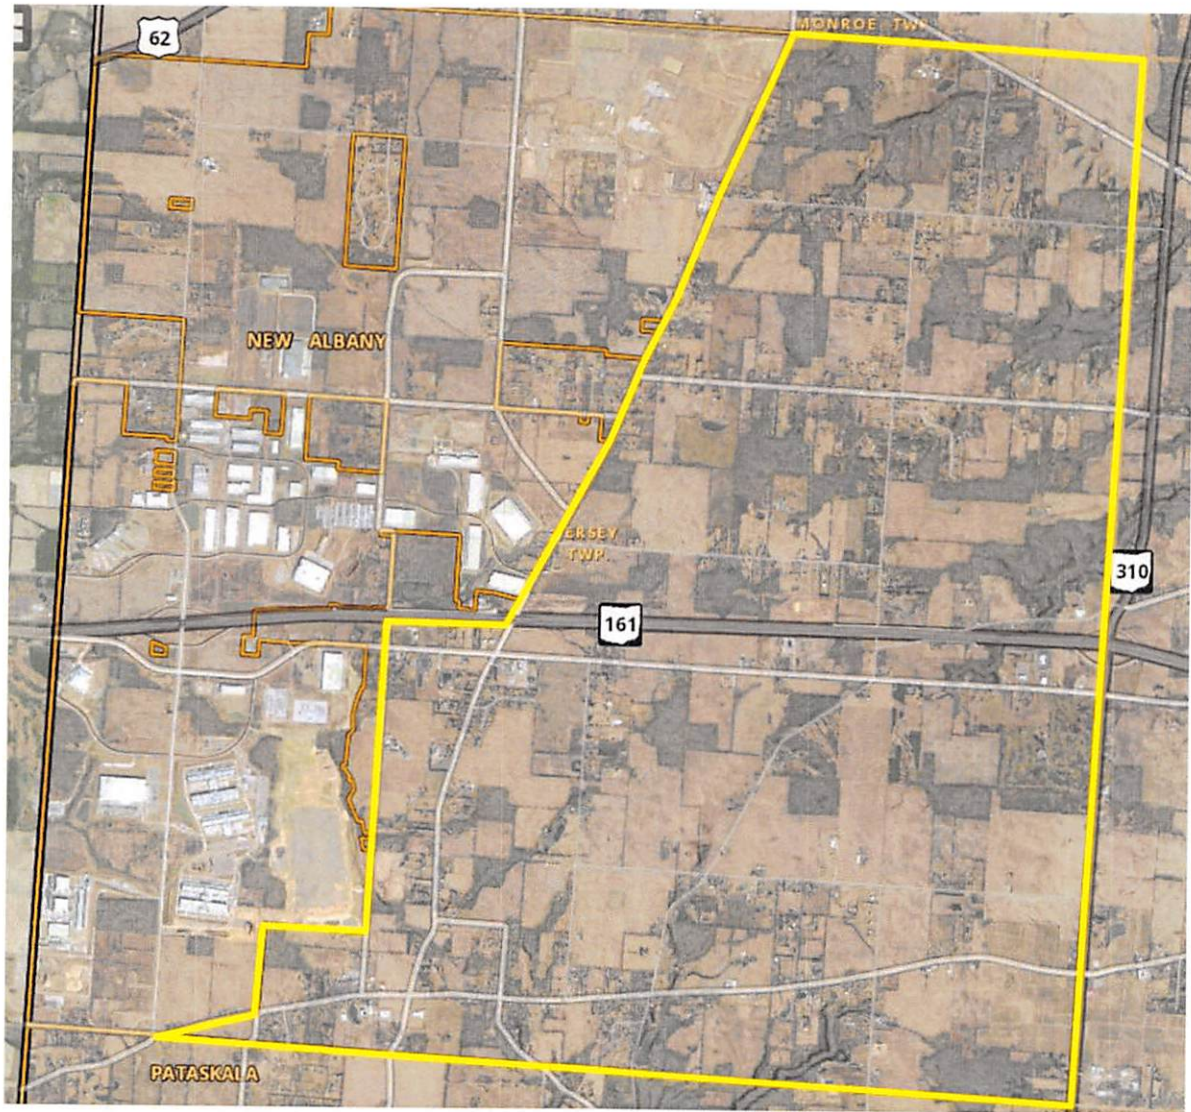 MONROE TWP.
62
NEW ALBANY
ERSEY
TWP.
310
161
PATASKALA